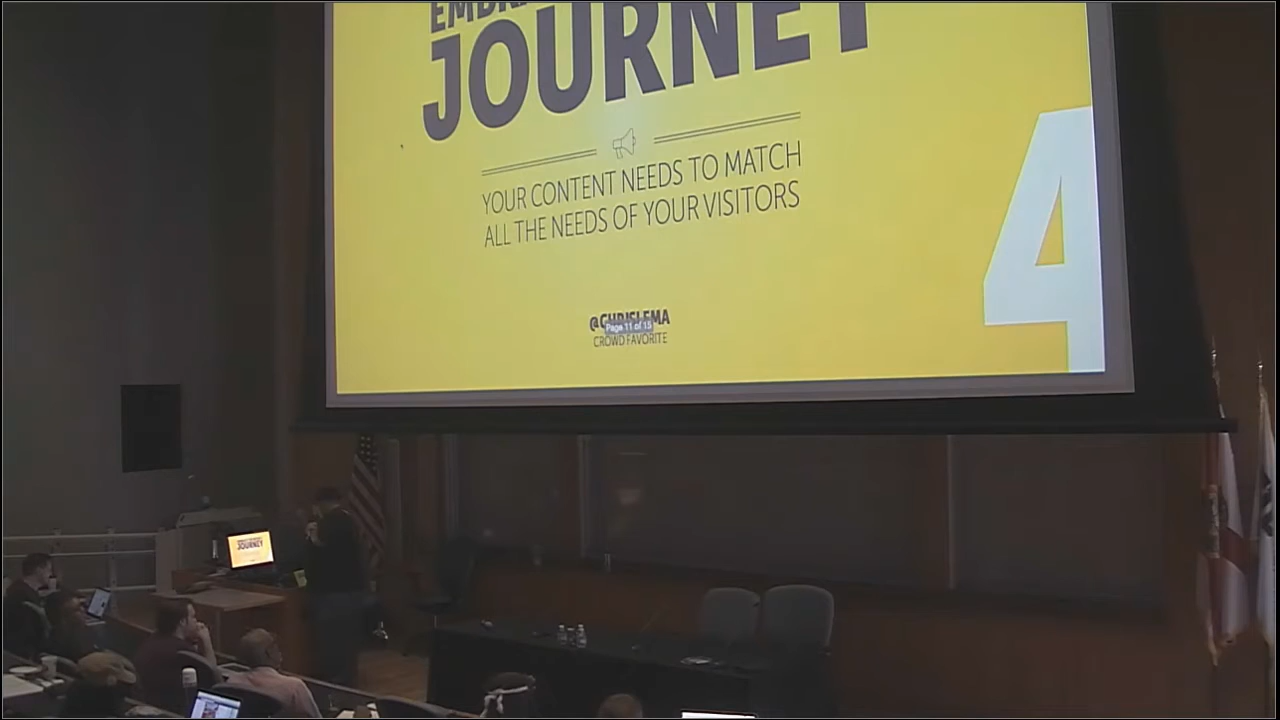 JOURNEY
YOUR CONTENT NEEDS TO MATCH
ALL THE NEEDS OF YOUR VISITORS
4
@CHRISLEMA
Page 11 of 15
CROWD FAVORITE
JOURNEY